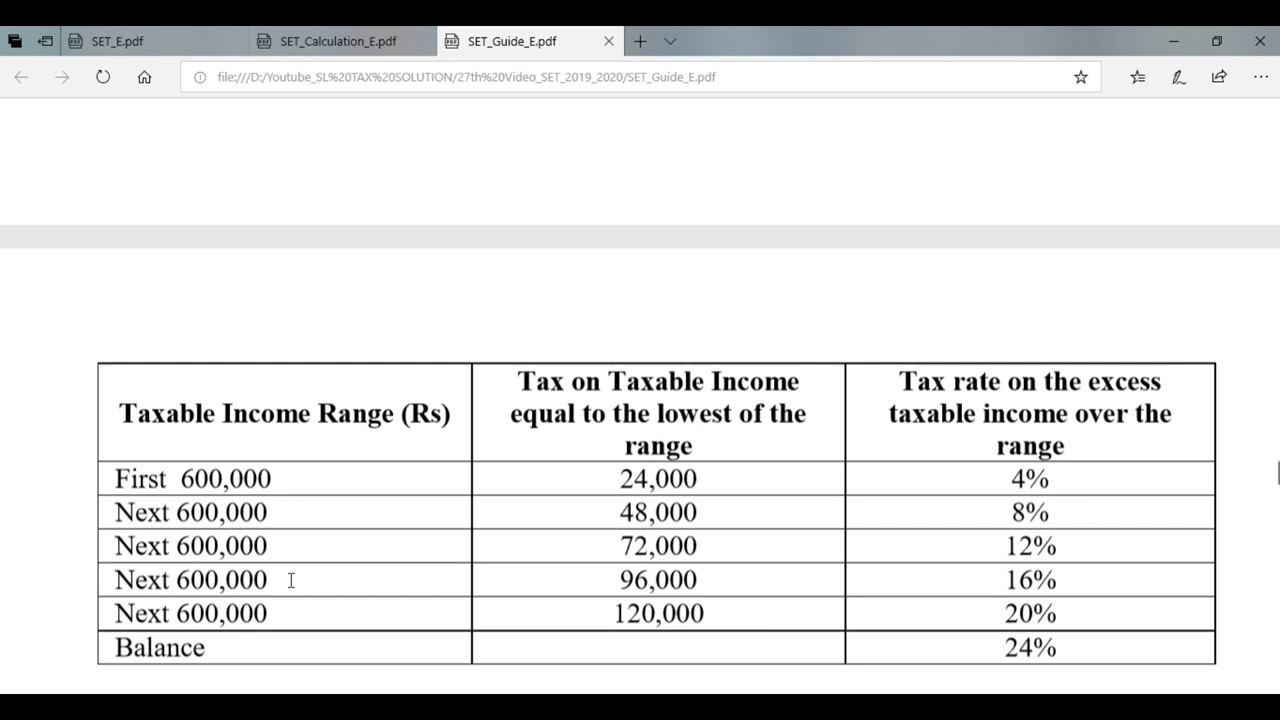 SET_E.pdf
SET_Calculation_E.pdf
SET_Guide_E.pdf
file:///D:/Youtube_SL%20TAX%20SOLUTION/27th%20Video_SET_2019_2020/SET_Guide_E.pdf
Taxable Income Range (Rs)
Tax on Taxable Income
equal to the lowest of the
range
Tax rate on the excess
taxable income over the
range
First 600,000 24,000 4%
Next 600,000 48,000 8%
Next 600,000 72,000 12%
Next 600,000 96,000 16%
Next 600,000 120,000 20%
Balance 24%